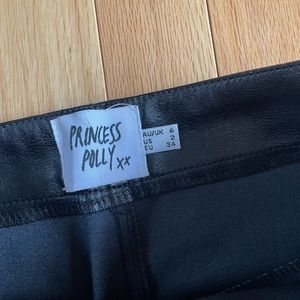 PRINCESS
POLLY xx
AU/UK 6
US 2
EU 34